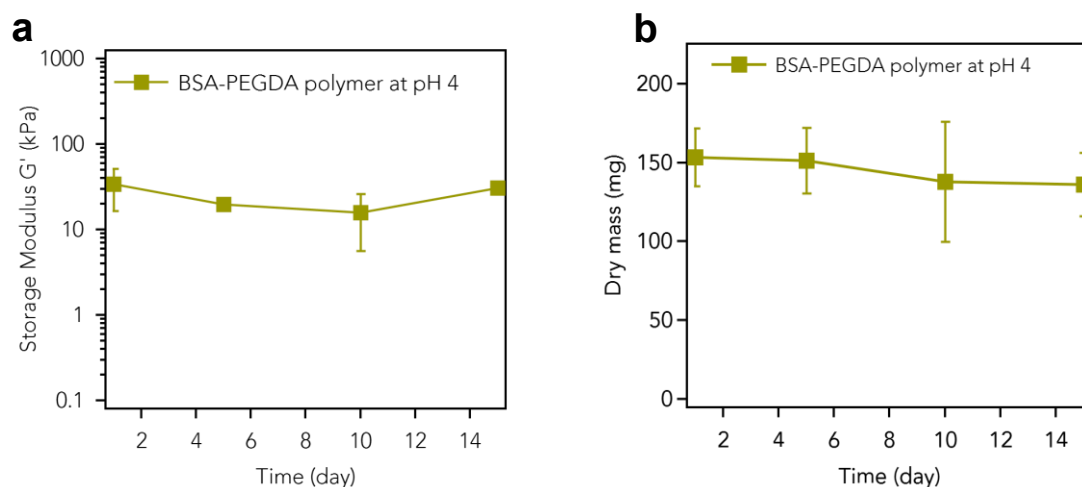 a
Storage Modulus G' (kPa)
1000
100
10
1
0.1
BSA-PEGDA polymer at pH 4
2 4 6 8 10 12 14
Time (day)
b
Dry mass (mg)
200
150
100
50
0
BSA-PEGDA polymer at pH 4
2 4 6 8 10 12 14
Time (day)